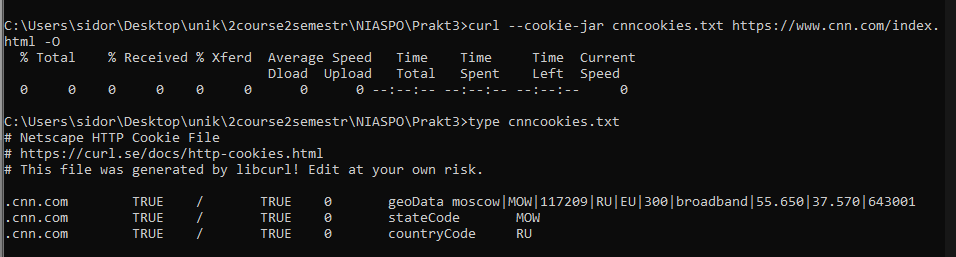 C:\Users\sidor\Desktop\unik\2course2semestr\NIASPO\Prakt3>curl --cookie-jar cnncookies.txt https://www.cnn.com/index.
html -O
% Total % Received % Xferd Average Speed Time Time Time Current
Dload Upload Total Spent Left Speed
0 0 0 0 0 0 0 0 --:--:-- --:--:-- --:--:-- 0
C:\Users\sidor\Desktop\unik\2course2semestr\NIASPO\Prakt3>type cnncookies.txt
# Netscape HTTP Cookie File
# https://curl.se/docs/http-cookies.html
# This file was generated by libcurl! Edit at your own risk.
.cnn.com TRUE / TRUE 0 geoData moscow|MOW|117209|RU|EU|300|broadband|55.650|37.570|643001
.cnn.com TRUE / TRUE 0 stateCode MOW
.cnn.com TRUE / TRUE 0 countryCode RU